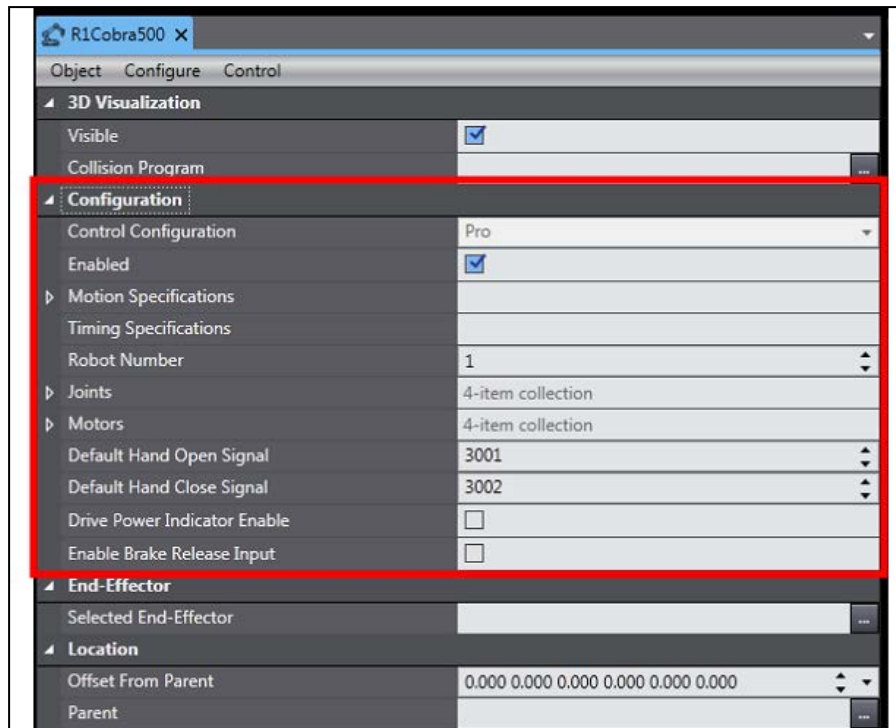 R1Cobra500
Object Configure Control
3D Visualization
Visible
Collision Program ...
Configuration
Control Configuration Pro
Enabled
Motion Specifications
Timing Specifications
Robot Number 1
Joints 4-item collection
Motors 4-item collection
Default Hand Open Signal 3001
Default Hand Close Signal 3002
Drive Power Indicator Enable
Enable Brake Release Input
End-Effector
Selected End-Effector ...
Location
Offset From Parent 0.000 0.000 0.000 0.000 0.000 0.000
Parent ...